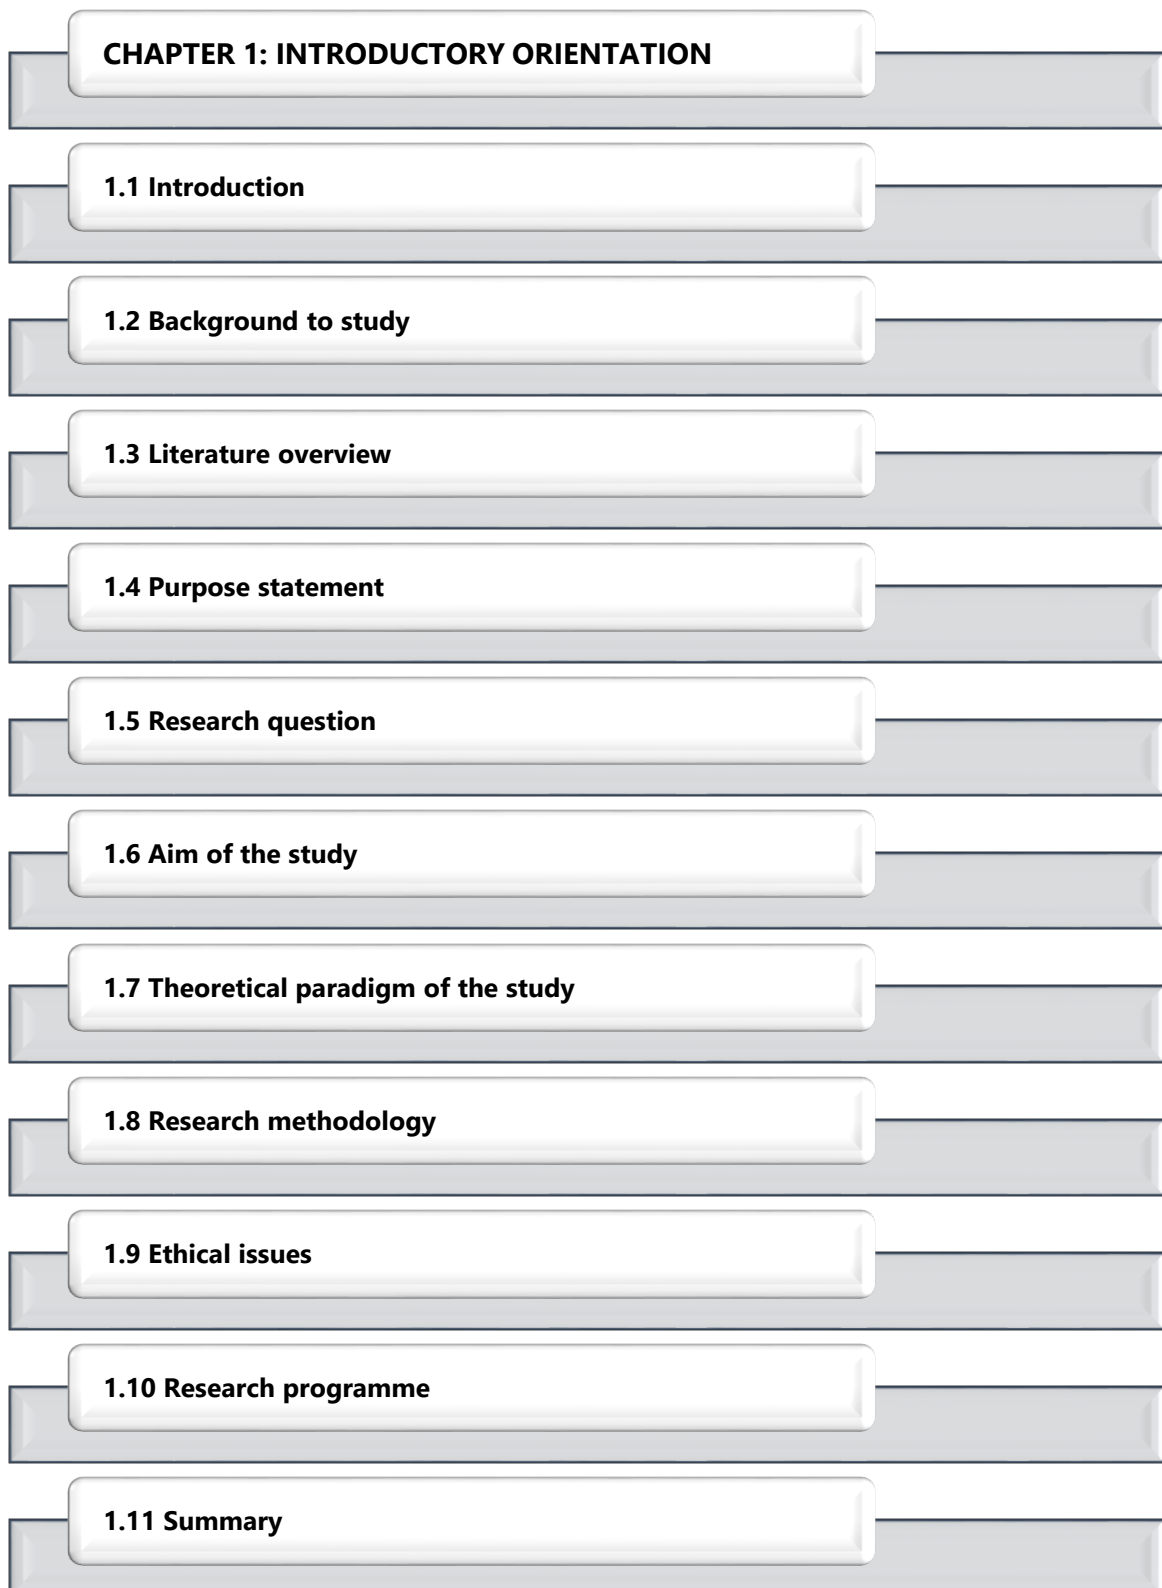 CHAPTER 1: INTRODUCTORY ORIENTATION
1.1 Introduction
1.2 Background to study
1.3 Literature overview
1.4 Purpose statement
1.5 Research question
1.6 Aim of the study
1.7 Theoretical paradigm of the study
1.8 Research methodology
1.9 Ethical issues
1.10 Research programme
1.11 Summary